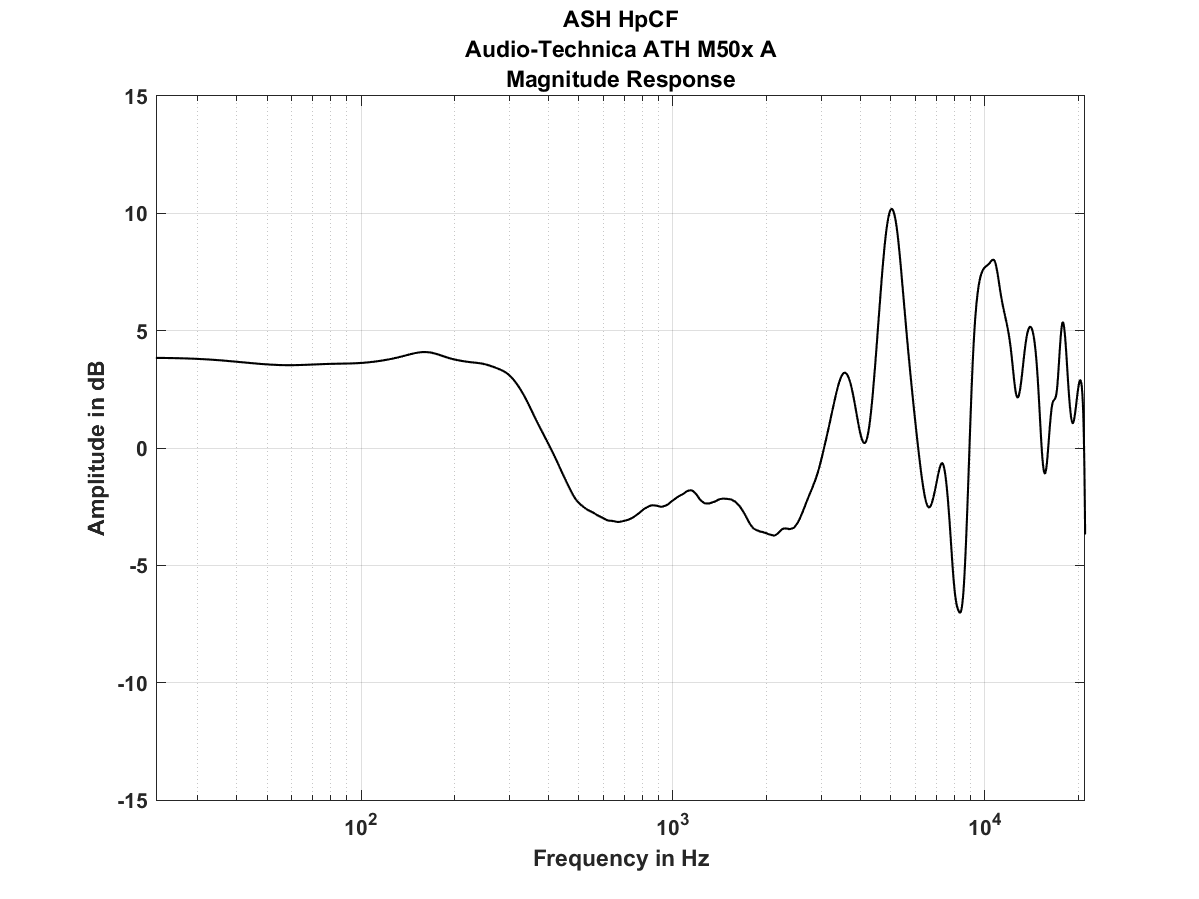 ASH HpCF
Audio-Technica ATH M50x A
Magnitude Response
15
10
5
0
-5
-10
-15
Amplitude in dB
10² 10³ 10⁴
Frequency in Hz